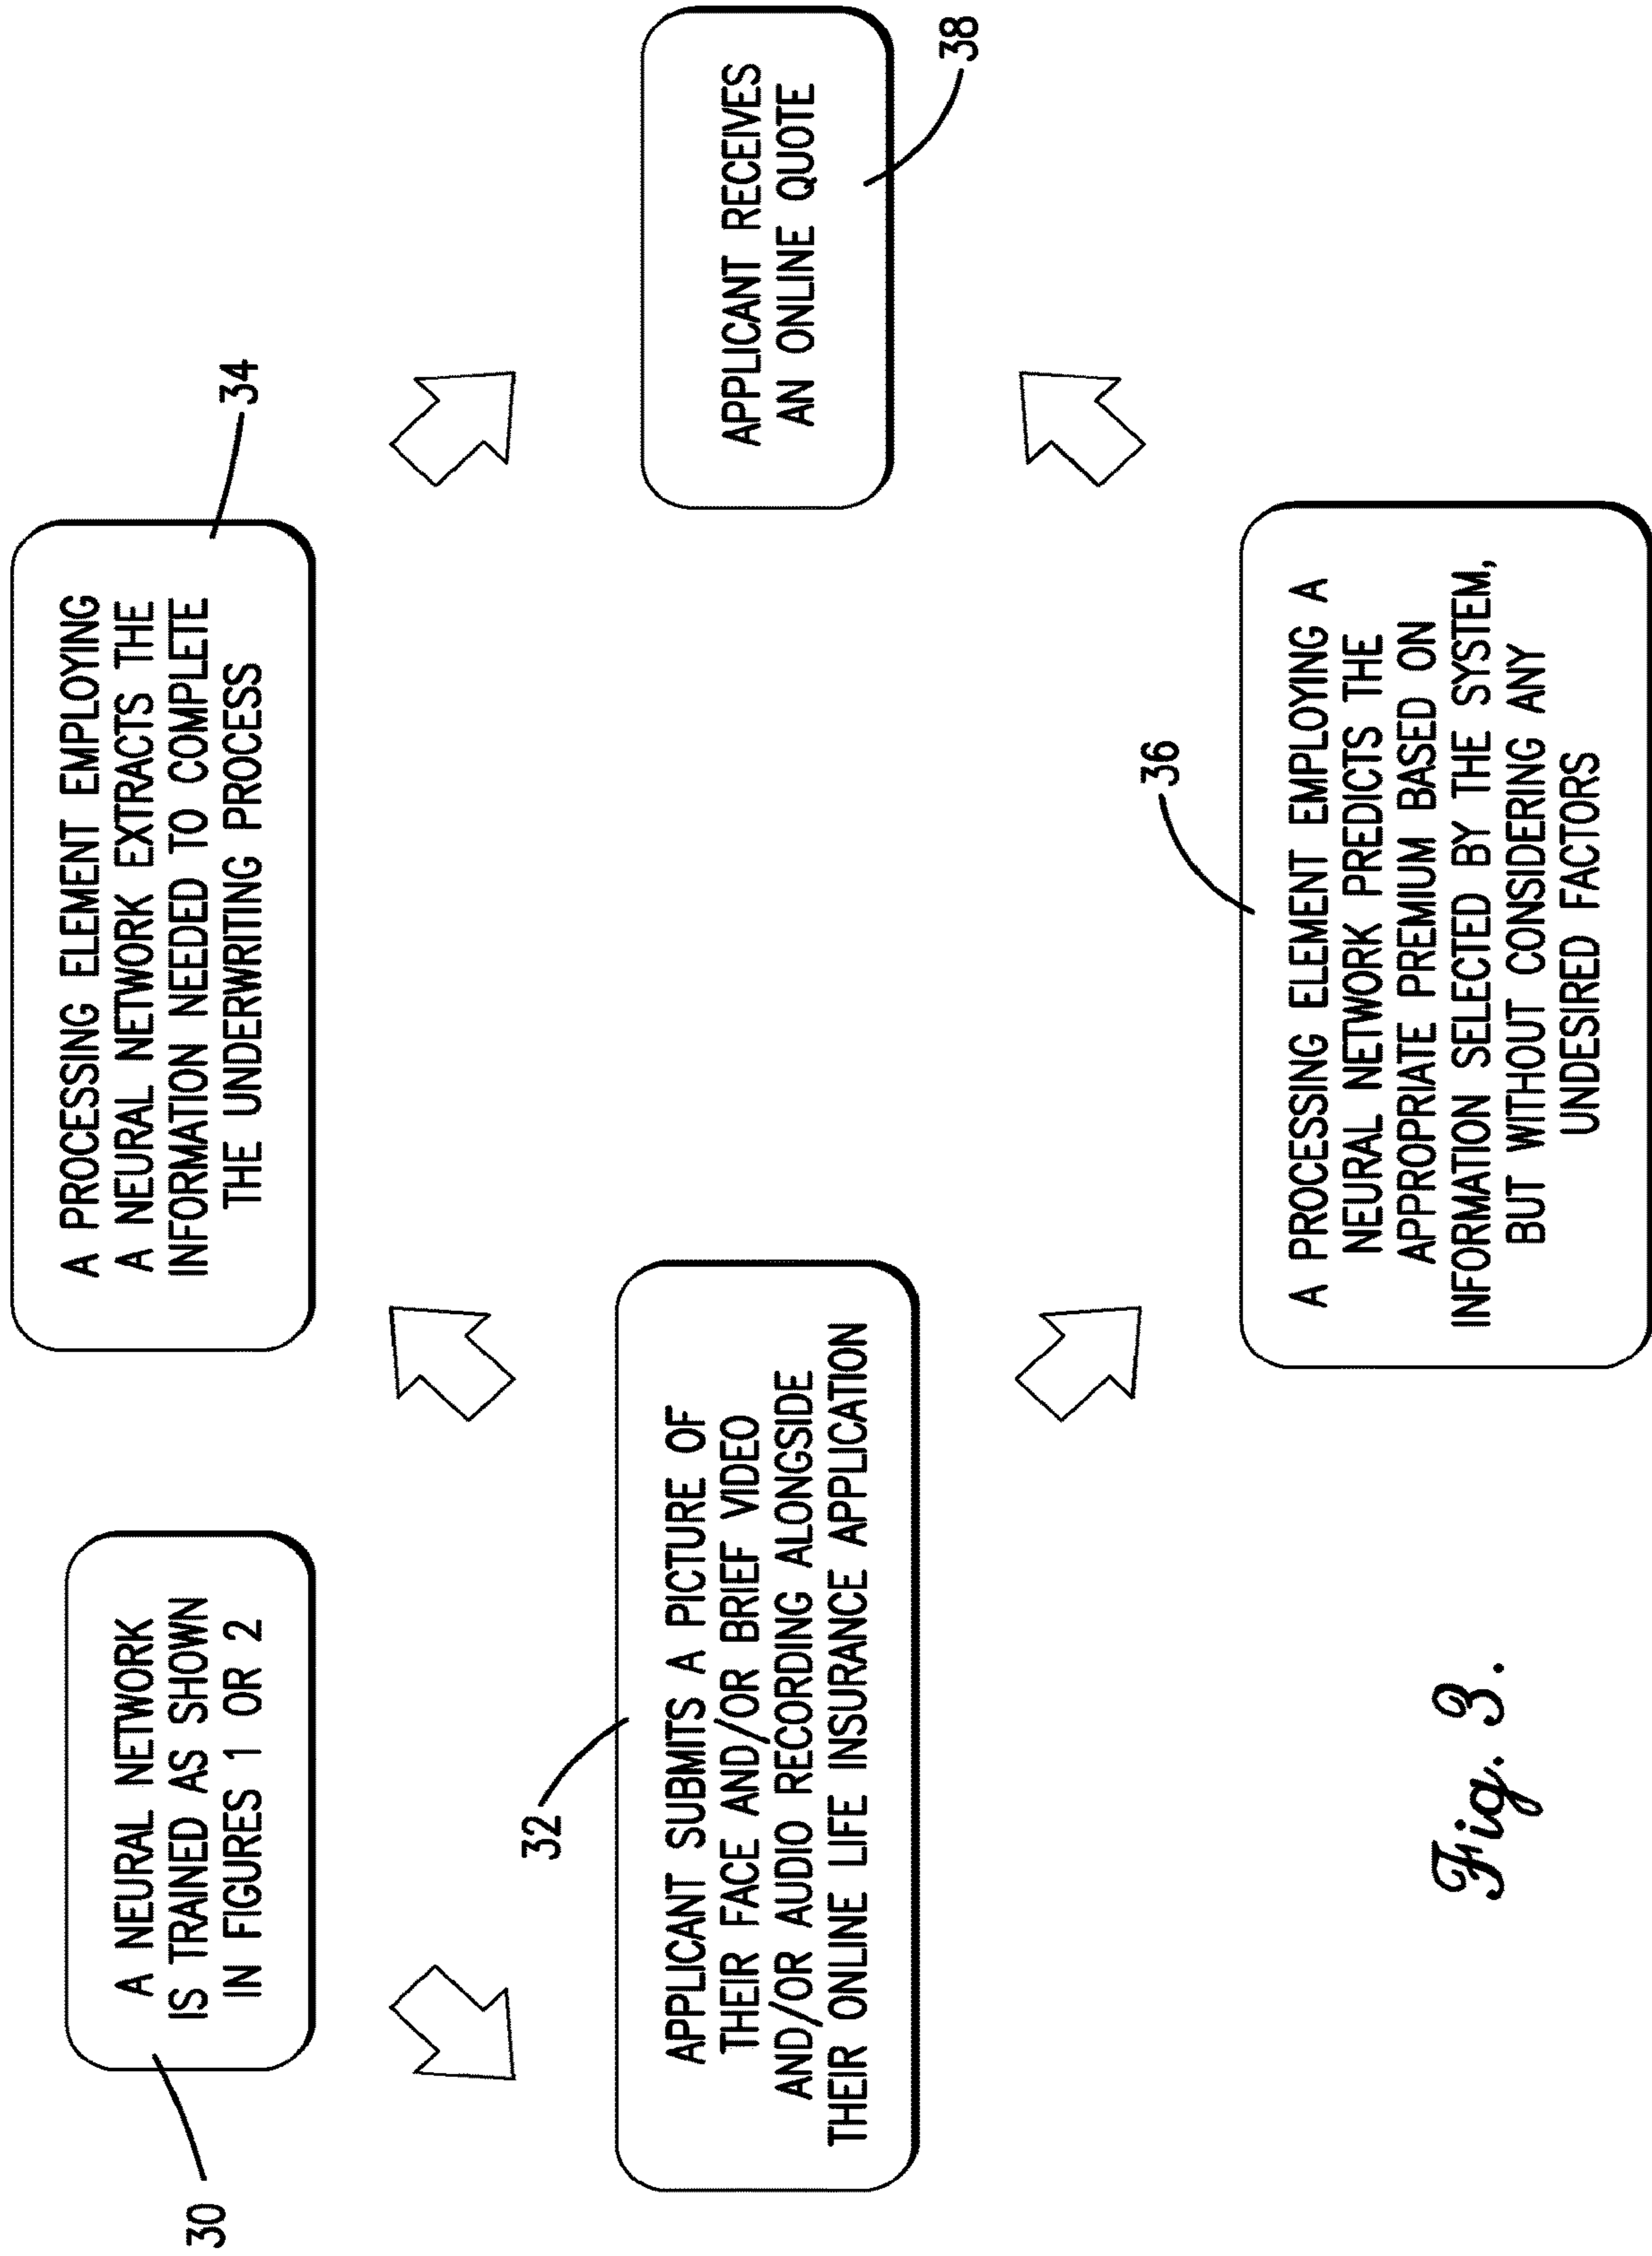 30
A NEURAL NETWORK
IS TRAINED AS SHOWN
IN FIGURES 1 OR 2
32
APPLICANT SUBMITS A PICTURE OF
THEIR FACE AND/OR BRIEF VIDEO
AND/OR AUDIO RECORDING ALONGSIDE
THEIR ONLINE LIFE INSURANCE APPLICATION
34
A PROCESSING ELEMENT EMPLOYING
A NEURAL NETWORK EXTRACTS THE
INFORMATION NEEDED TO COMPLETE
THE UNDERWRITING PROCESS
36
A PROCESSING ELEMENT EMPLOYING A
NEURAL NETWORK PREDICTS THE
APPROPRIATE PREMIUM BASED ON
INFORMATION SELECTED BY THE SYSTEM,
BUT WITHOUT CONSIDERING ANY
UNDESIRED FACTORS
APPLICANT RECEIVES
AN ONLINE QUOTE
38
Fig. 3.